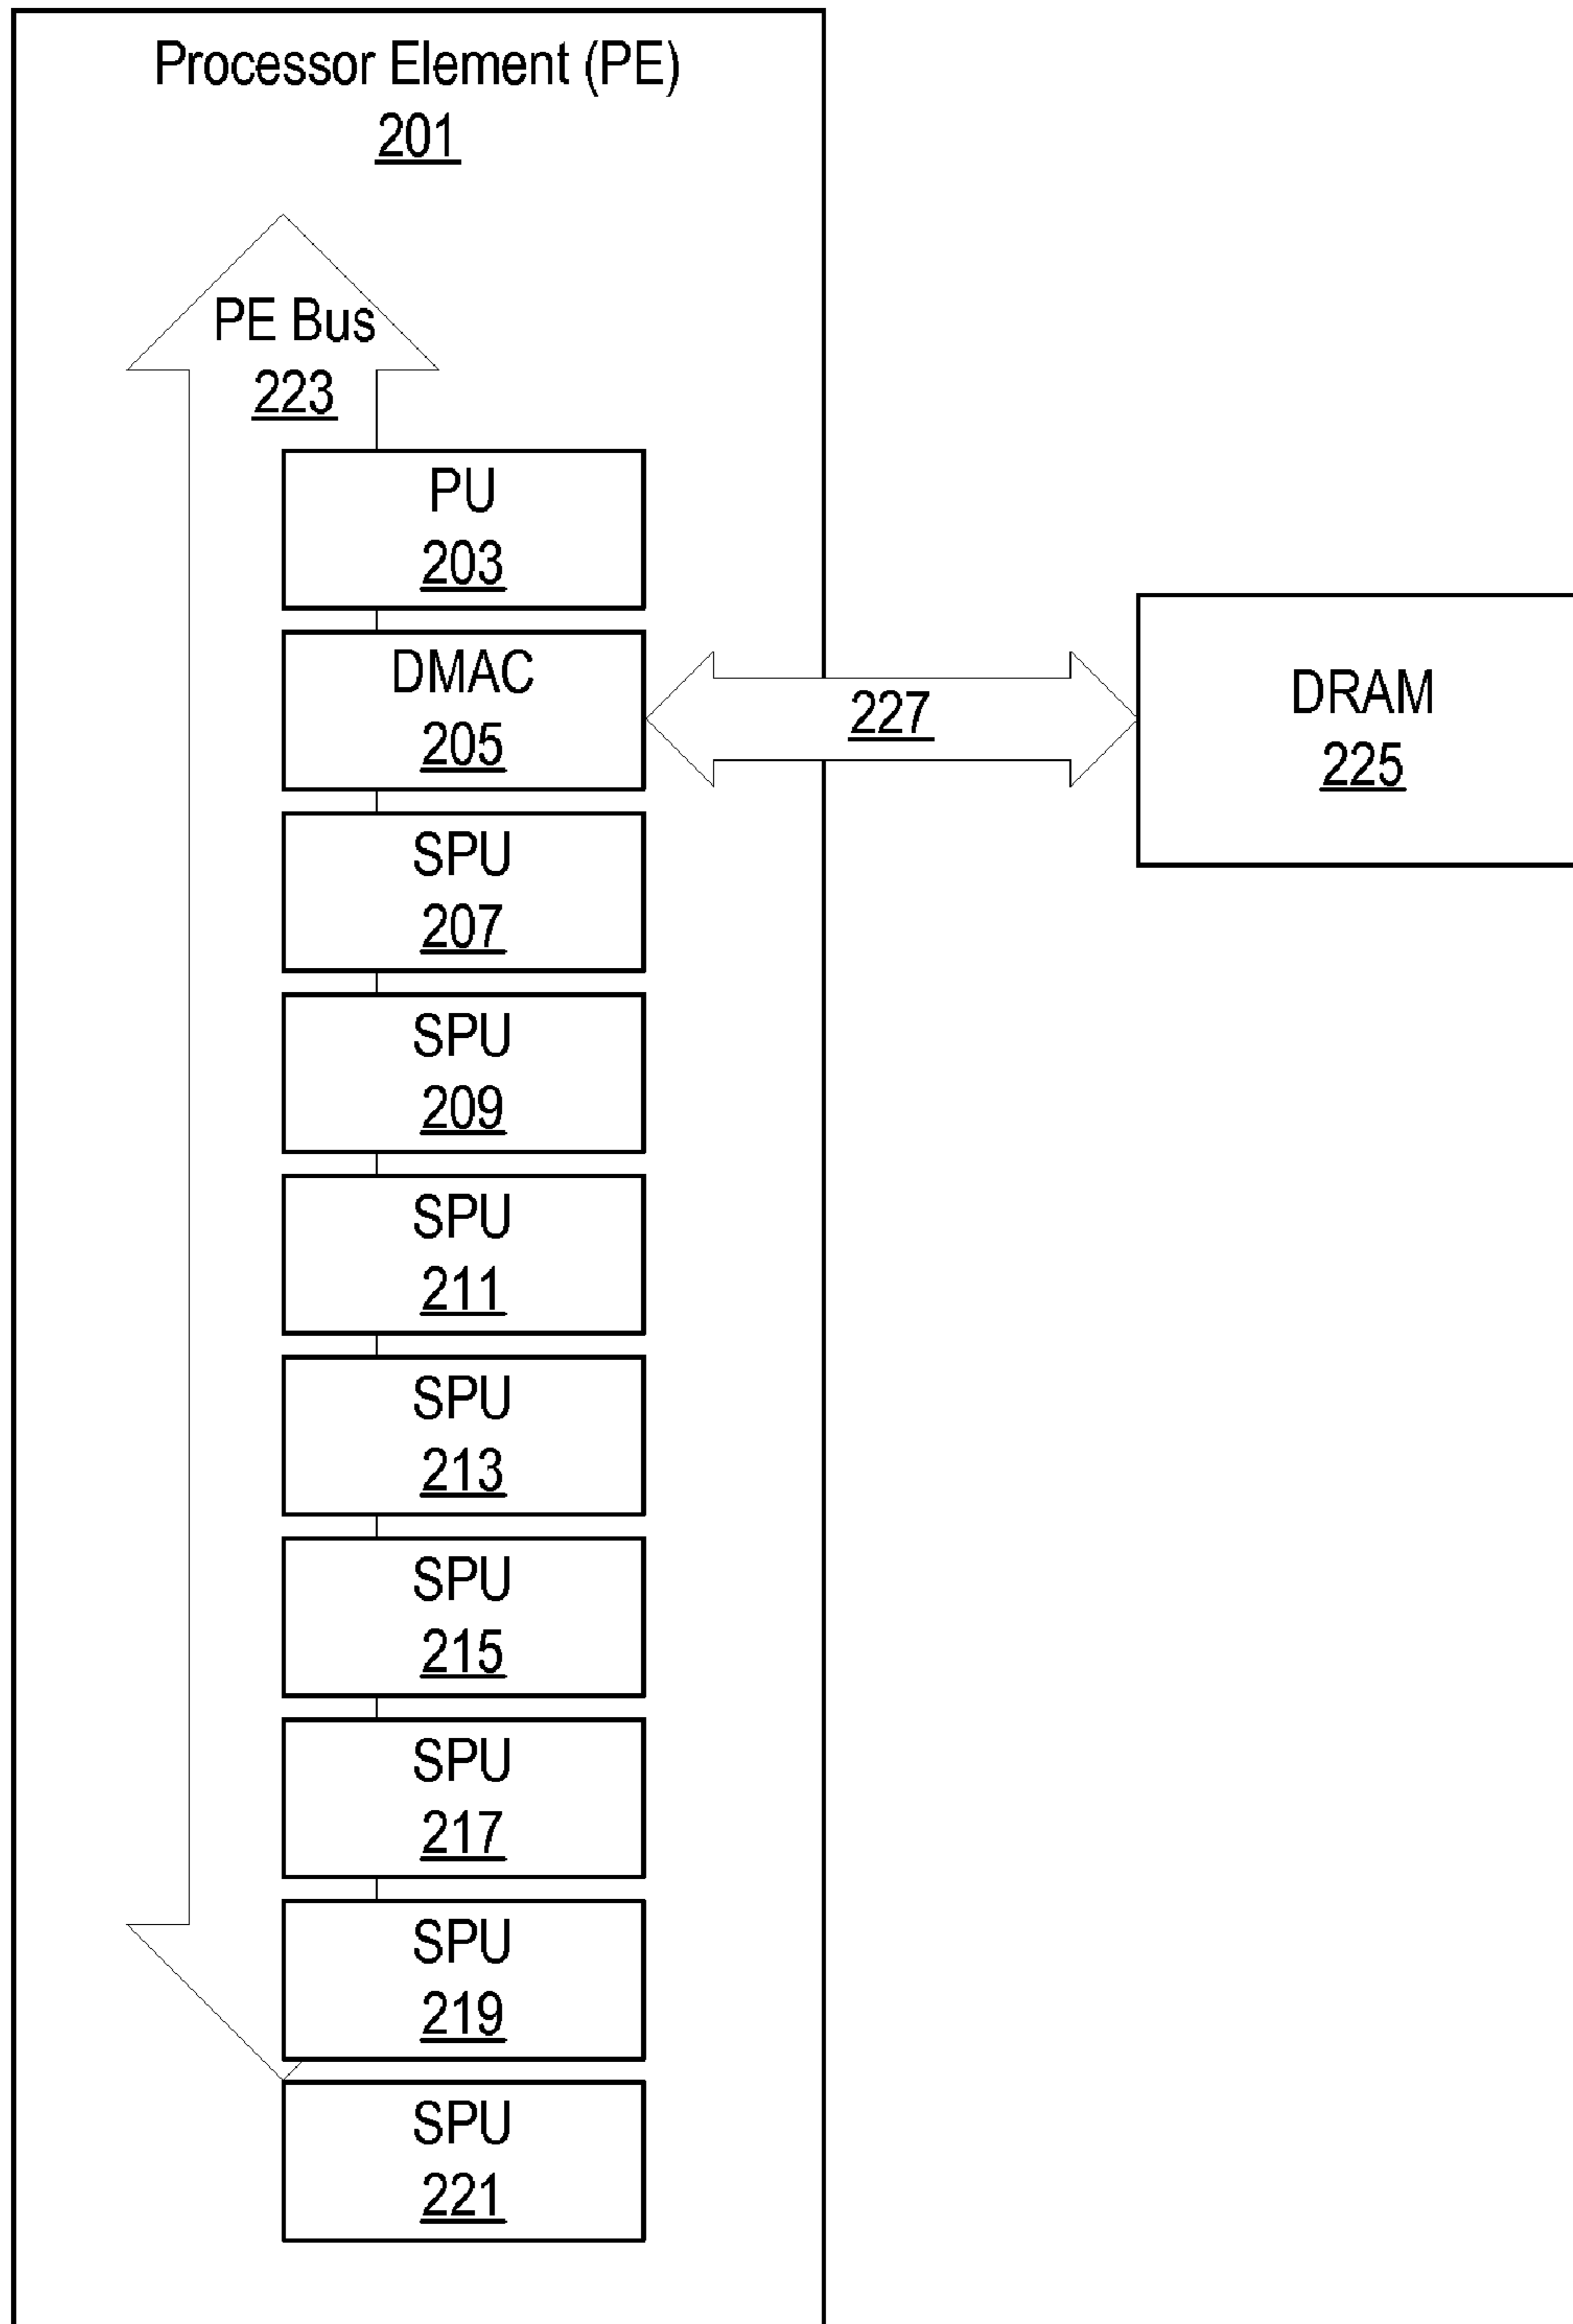 Processor Element (PE)
201
PE Bus
223
PU
203
DMAC
205
227
DRAM
225
SPU
207
SPU
209
SPU
211
SPU
213
SPU
215
SPU
217
SPU
219
SPU
221